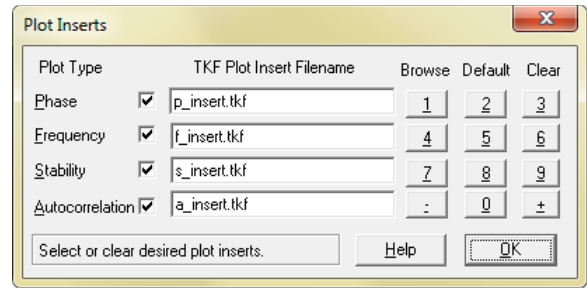 Plot Inserts
Plot Type TKF Plot Insert Filename Browse Default Clear
Phase p_insert.tkf 1 2 3
Frequency f_insert.tkf 4 5 6
Stability s_insert.tkf 7 8 9
Autocorrelation a_insert.tkf - 0 +
Select or clear desired plot inserts. Help OK